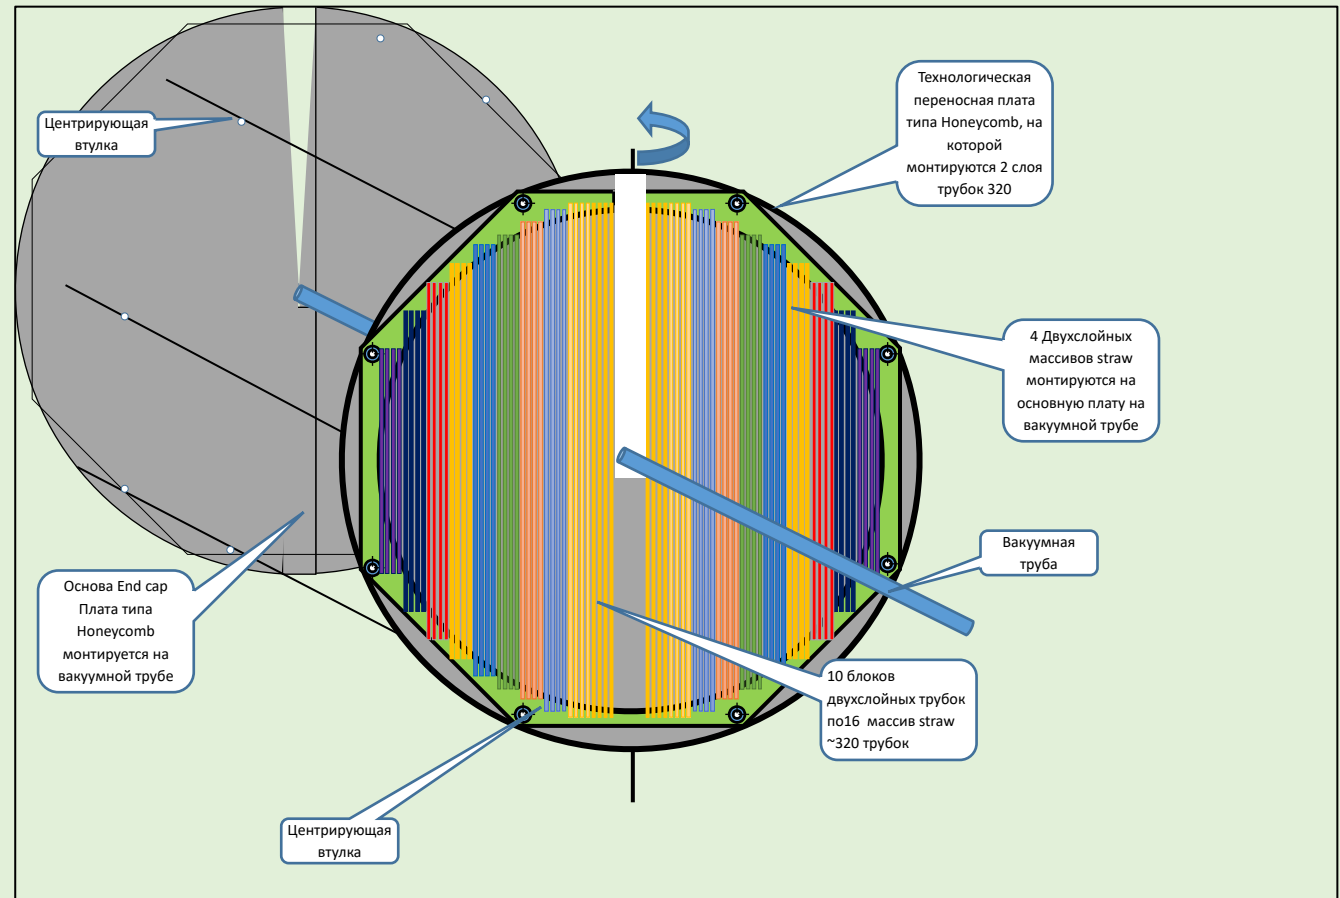 Технологическая
переносная плата
типа Honeycomb, на
которой
монтируются 2 слоя
трубок 320
Центрирующая
втулка
4 Двухслойных
массивов straw
монтируются на
основную плату на
вакуумной трубе
Вакуумная
труба
Основа End cap
Плата типа
Honeycomb
монтируется на
вакуумной трубе
10 блоков
двухслойных трубок
по16 массив straw
~320 трубок
Центрирующая
втулка